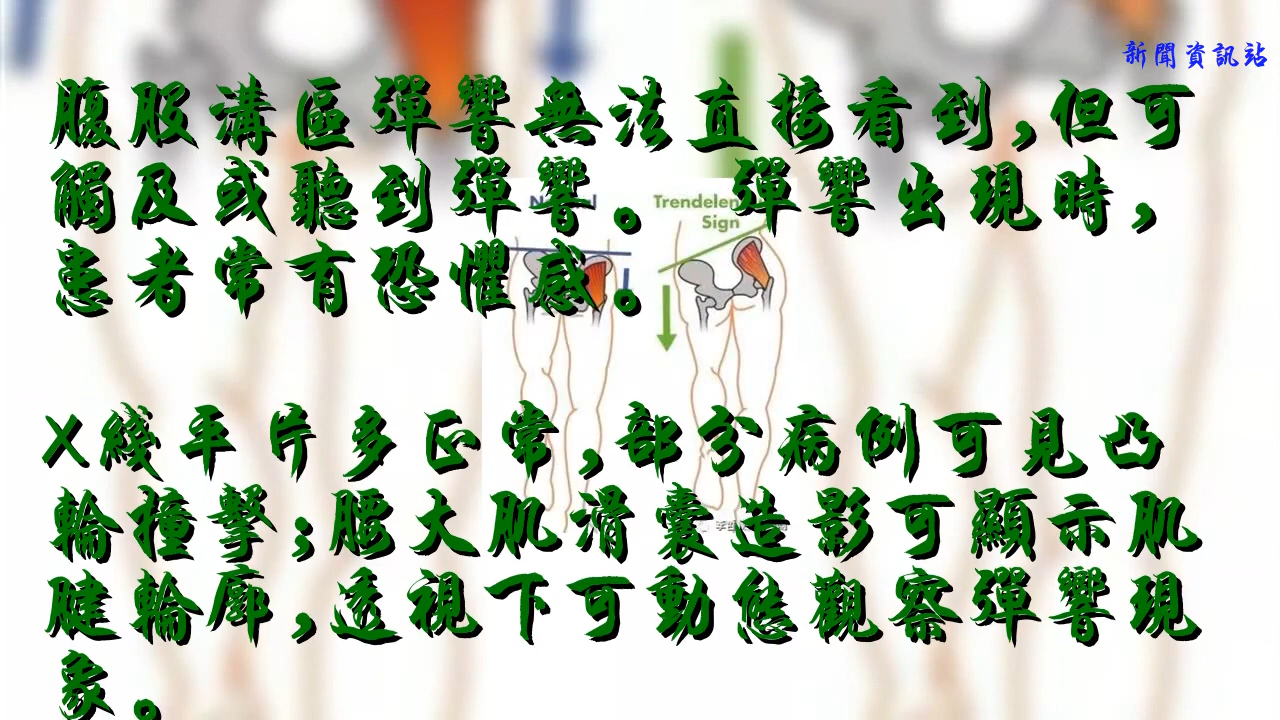 新聞資訊站
腹股溝區彈響無法直接看到,但可
觸及或聽到彈響。 彈響出現時,
患者常有恐懼感。
Trendelen
Sign
X綫平片多正常,部分病例可見凸
輪撞擊;腰大肌滑囊造影可顯示肌
腱輪廓,透視下可動態觀察彈響現
象。